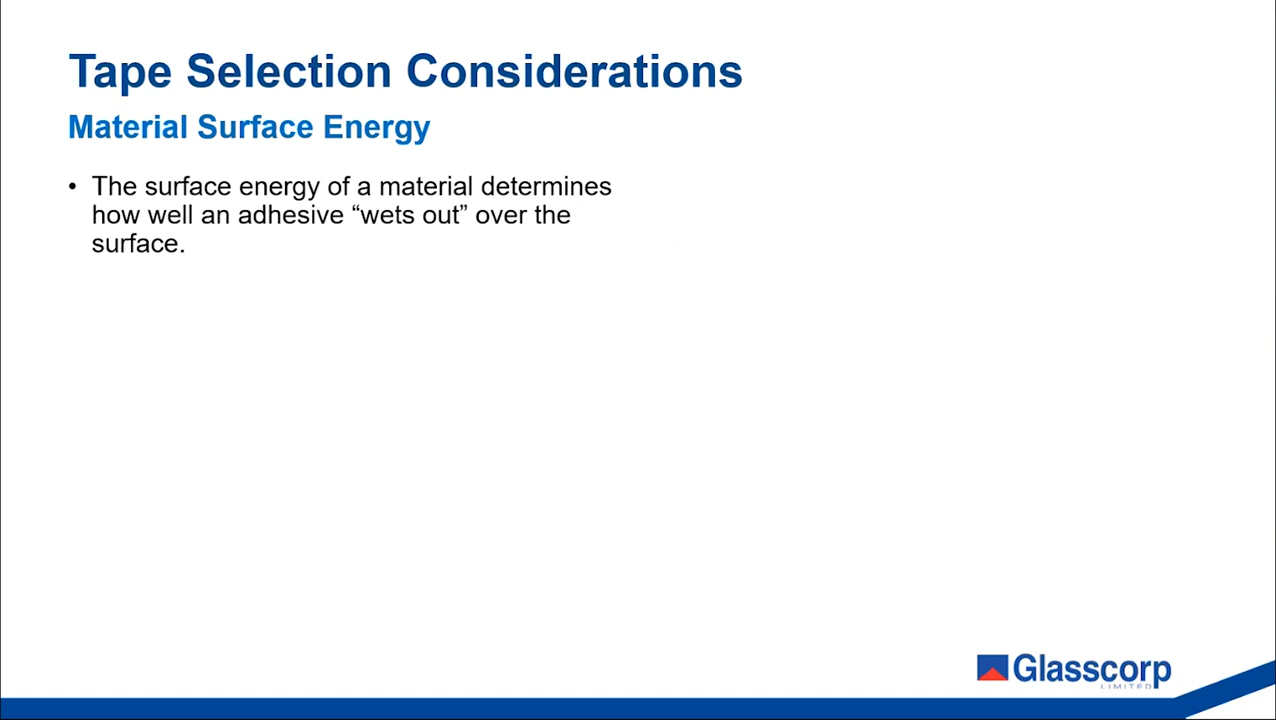 Tape Selection Considerations
Material Surface Energy
• The surface energy of a material determines
how well an adhesive “wets out” over the
surface.
Glasscorp
LIMITED